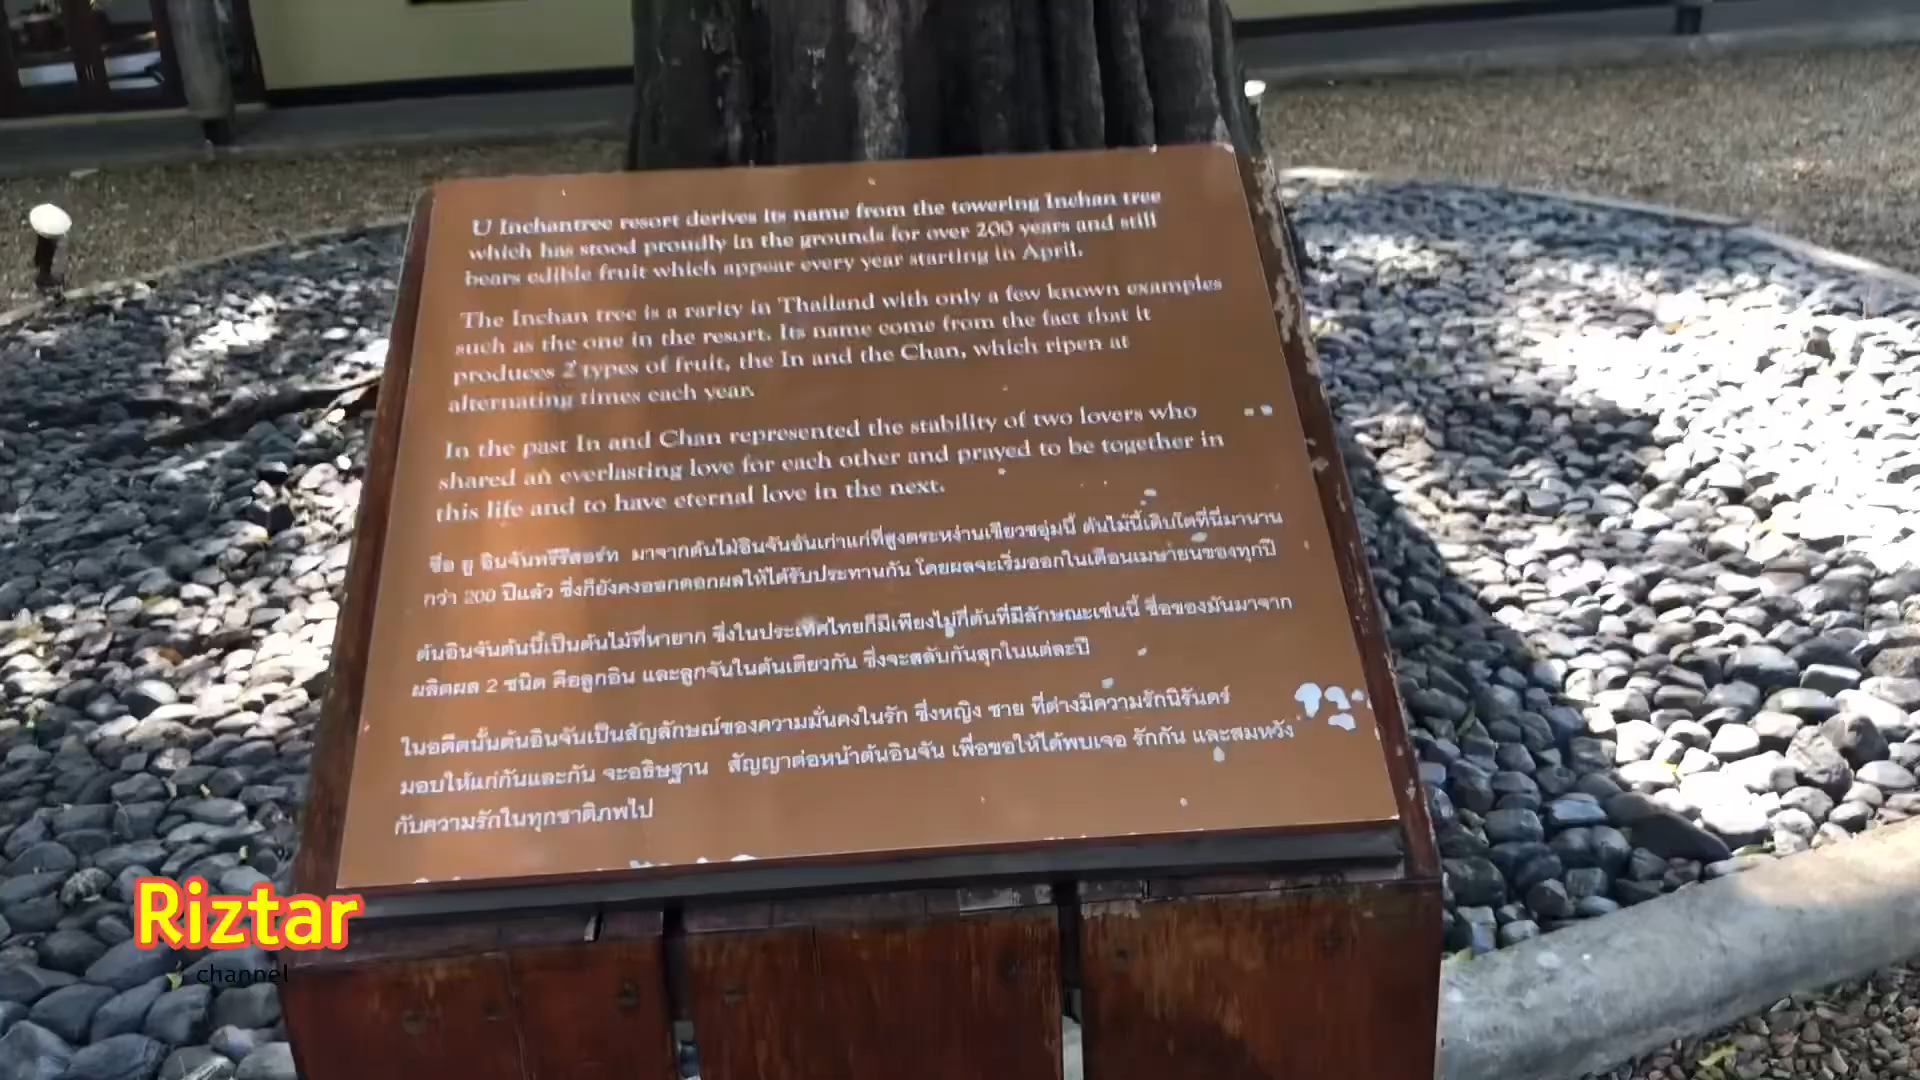 U Inchantree resort derives its name from the towering Inchan tree
which has stood proudly in the grounds for over 200 years and still
bears edible fruit which appear every year starting in April.
The Inchan tree is a rarity in Thailand with only a few known examples
such as the one in the resort. Its name come from the fact that it
produces 2 types of fruit, the In and the Chan, which ripen at
alternating times each year.
In the past In and Chan represented the stability of two lovers who
shared an everlasting love for each other and prayed to be together in
this life and to have eternal love in the next.
ชื่อ ยู อินจันทรีรีสอร์ท มาจากต้นไม้อินจันอันเก่าแก่ที่สูงตระหง่านเขียวชอุ่มนี้ ต้นไม้นี้เติบโตที่นี่มานาน
กว่า 200 ปีแล้ว ซึ่งก็ยังคงออกดอกผลให้ได้รับประทานกัน โดยผลจะเริ่มออกในเดือนเมษายนของทุกปี
ต้นอินจันต้นนี้เป็นต้นไม้ที่หายาก ซึ่งในประเทศไทยก็มีเพียงไม่กี่ต้นที่มีลักษณะเช่นนี้ ชื่อของมันมาจาก
ผลิตผล 2 ชนิด คือลูกอิน และลูกจันในต้นเดียวกัน ซึ่งจะสลับกันสุกในแต่ละปี
ในอดีตนั้นต้นอินจันเป็นสัญลักษณ์ของความมั่นคงในรัก ซึ่งหญิง ชาย ที่ต่างมีความรักนิรันดร์
มอบให้แก่กันและกัน จะอธิษฐาน สัญญาต่อหน้าต้นอินจัน เพื่อขอให้ได้พบเจอ รักกัน และสมหวัง
กับความรักในทุกชาติภพไป
Riztar
channel